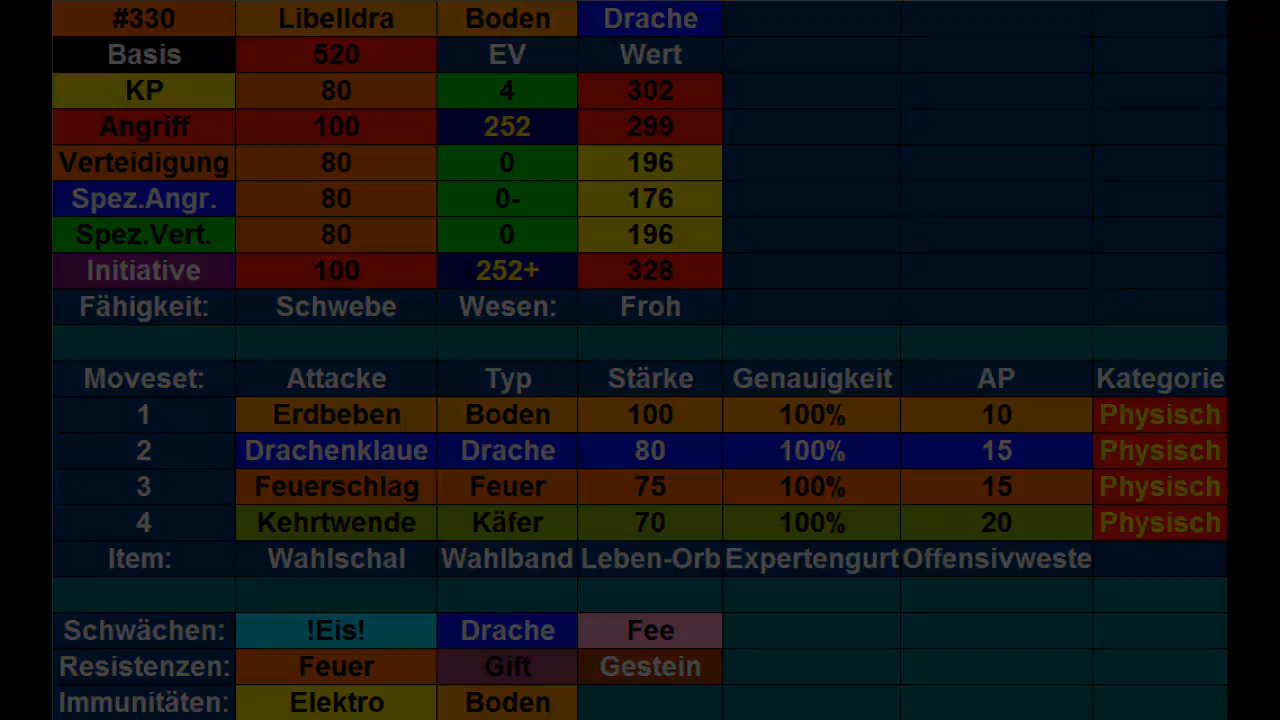 #330 Libelldra Boden Drache
Basis 520 EV Wert
KP 80 4 302
Angriff 100 252 299
Verteidigung 80 0 196
Spez.Angr. 80 0- 176
Spez.Vert. 80 0 196
Initiative 100 252+ 328
Fähigkeit: Schwebe Wesen: Froh
Moveset: Attacke Typ Stärke Genauigkeit AP Kategorie
1 Erdbeben Boden 100 100% 10 Physisch
2 Drachenklaue Drache 80 100% 15 Physisch
3 Feuerschlag Feuer 75 100% 15 Physisch
4 Kehrtwende Käfer 70 100% 20 Physisch
Item: Wahlschal Wahlband Leben-Orb Expertengurt Offensivweste
Schwächen: !Eis! Drache Fee
Resistenzen: Feuer Gift Gestein
Immunitäten: Elektro Boden